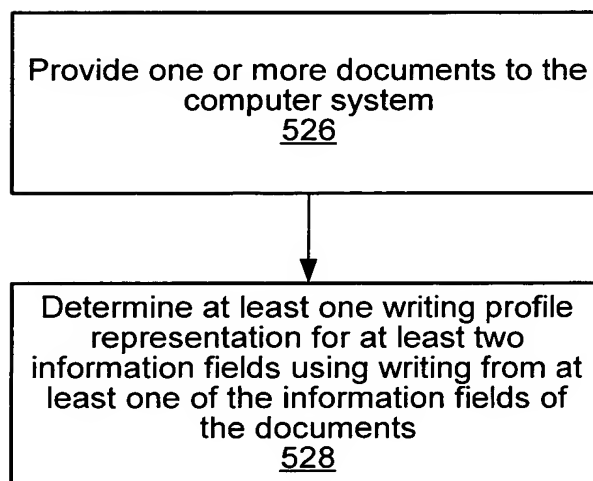 Provide one or more documents to the
computer system
526
Determine at least one writing profile
representation for at least two
information fields using writing from at
least one of the information fields of
the documents
528